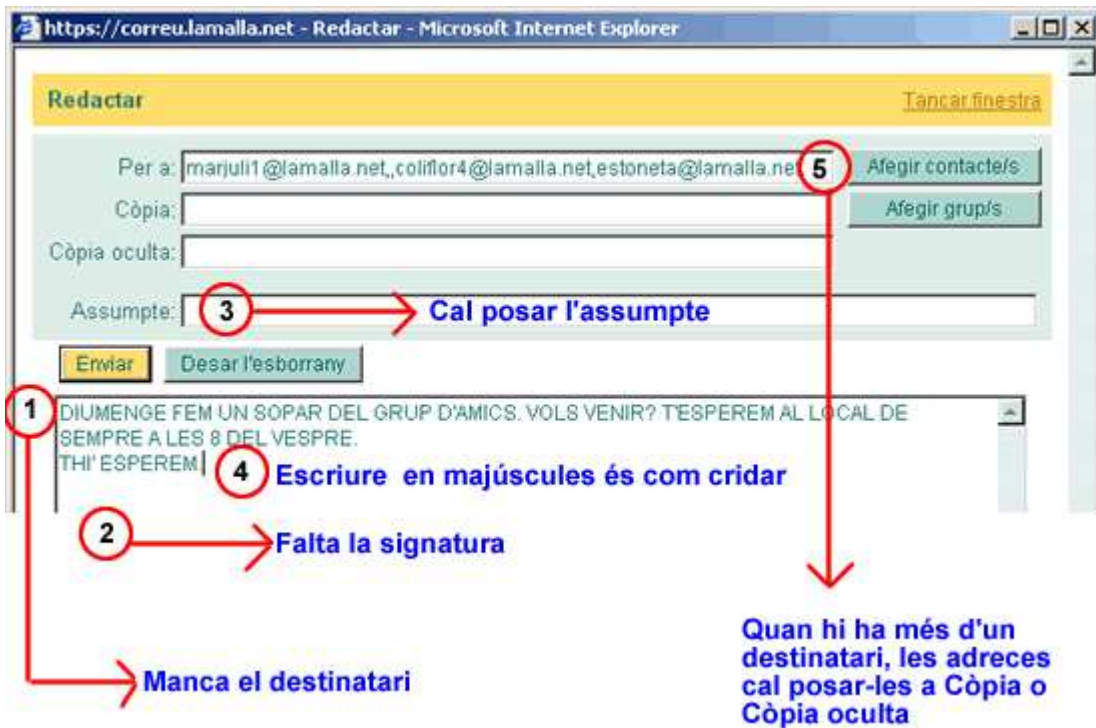 https://correu.lamalla.net - Redactar - Microsoft Internet Explorer
Redactar
Tancar finestra
Per a: marjuli1@lamalla.net,,coliflor4@lamalla.net,estoneta@lamalla.net
5
Afegir contacte/s
Còpia:
Afegir grup/s
Còpia oculta:
Assumpte:
3
Cal posar l'assumpte
Enviar
Desar l'esborrany
1
DIUMENGE FEM UN SOPAR DEL GRUP D'AMICS. VOLS VENIR? T'ESPEREM AL LOCAL DE
SEMPRE A LES 8 DEL VESPRE.
THI' ESPEREM.
4
Escriure en majúscules és com cridar
2
Falta la signatura
Manca el destinatari
Quan hi ha més d'un
destinatari, les adreces
cal posar-les a Còpia o
Còpia oculta